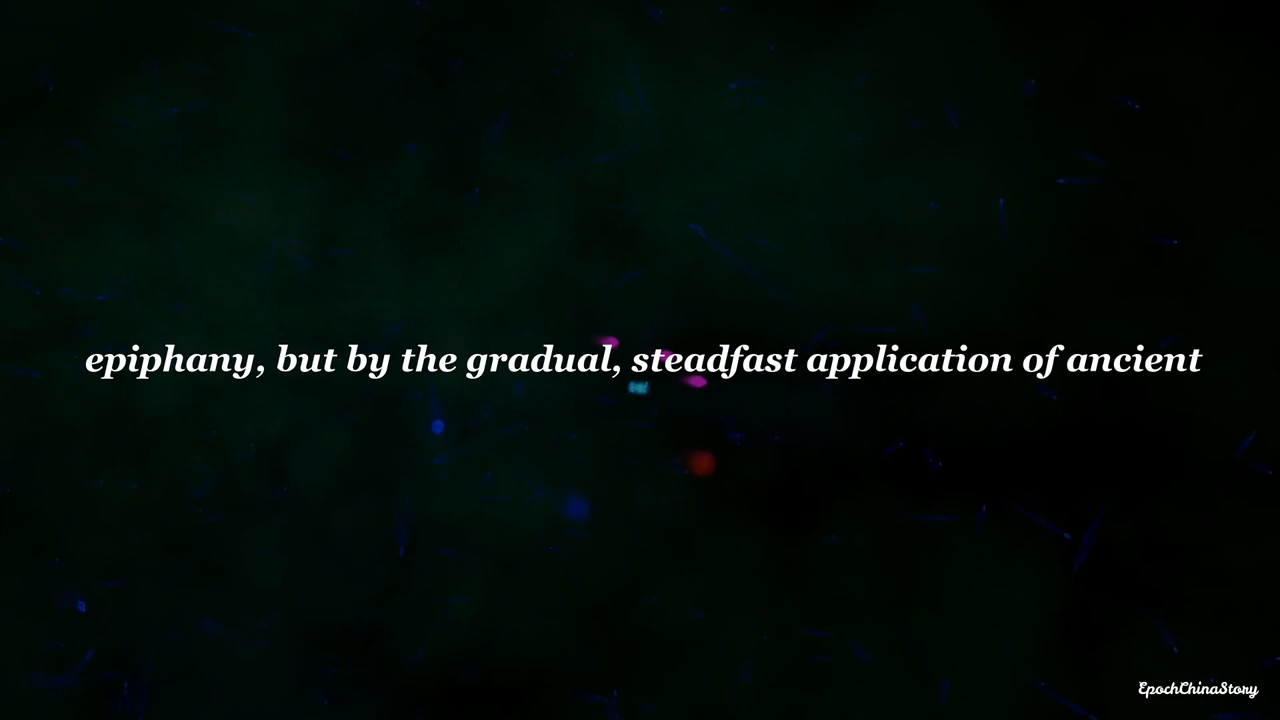 epiphany, but by the gradual, steadfast application of ancient
EpochChinaStory